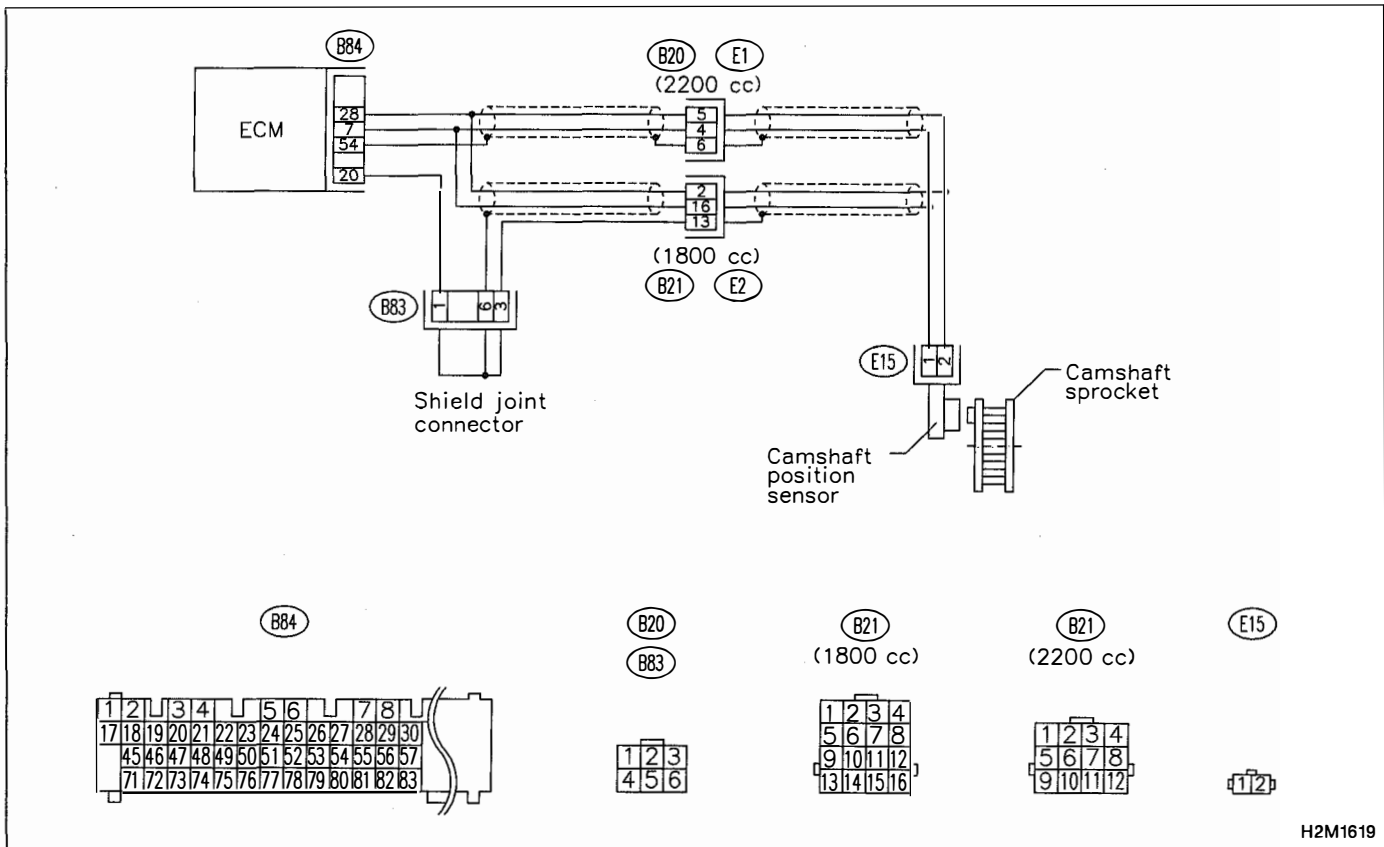 B84
B20 E1
(2200 cc)
ECM
28
7
54
20
5
4
6
2
16
13
(1800 cc)
B21 E2
B83
1 6 3
Shield joint
connector
E15
1 2
Camshaft
sprocket
Camshaft
position
sensor
B84
B20
B83
B21
(1800 cc)
B21
(2200 cc)
E15
1 2 3 4 5 6 7 8
17 18 19 20 21 22 23 24 25 26 27 28 29 30
45 46 47 48 49 50 51 52 53 54 55 56 57
71 72 73 74 75 76 77 78 79 80 81 82 83
1 2 3
4 5 6
1 2 3 4
5 6 7 8
9 10 11 12
13 14 15 16
1 2 3 4
5 6 7 8
9 10 11 12
1 2
H2M1619